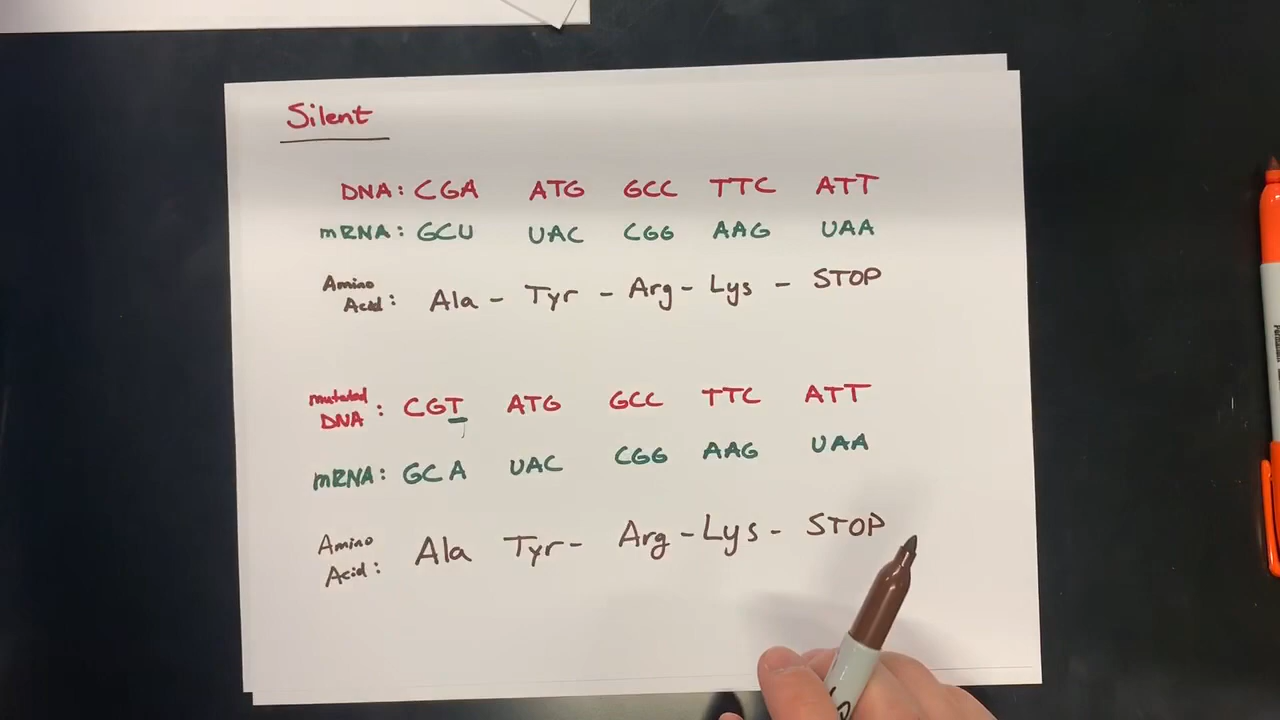 Silent
DNA: CGA ATG GCC TTC ATT
mRNA: GCU UAC CGG AAG UAA
Amino
Acid: Ala - Tyr - Arg - Lys - STOP
mutated
DNA: CGT ATG GCC TTC ATT
mRNA: GCA UAC CGG AAG UAA
Amino
Acid: Ala Tyr- Arg - Lys - STOP